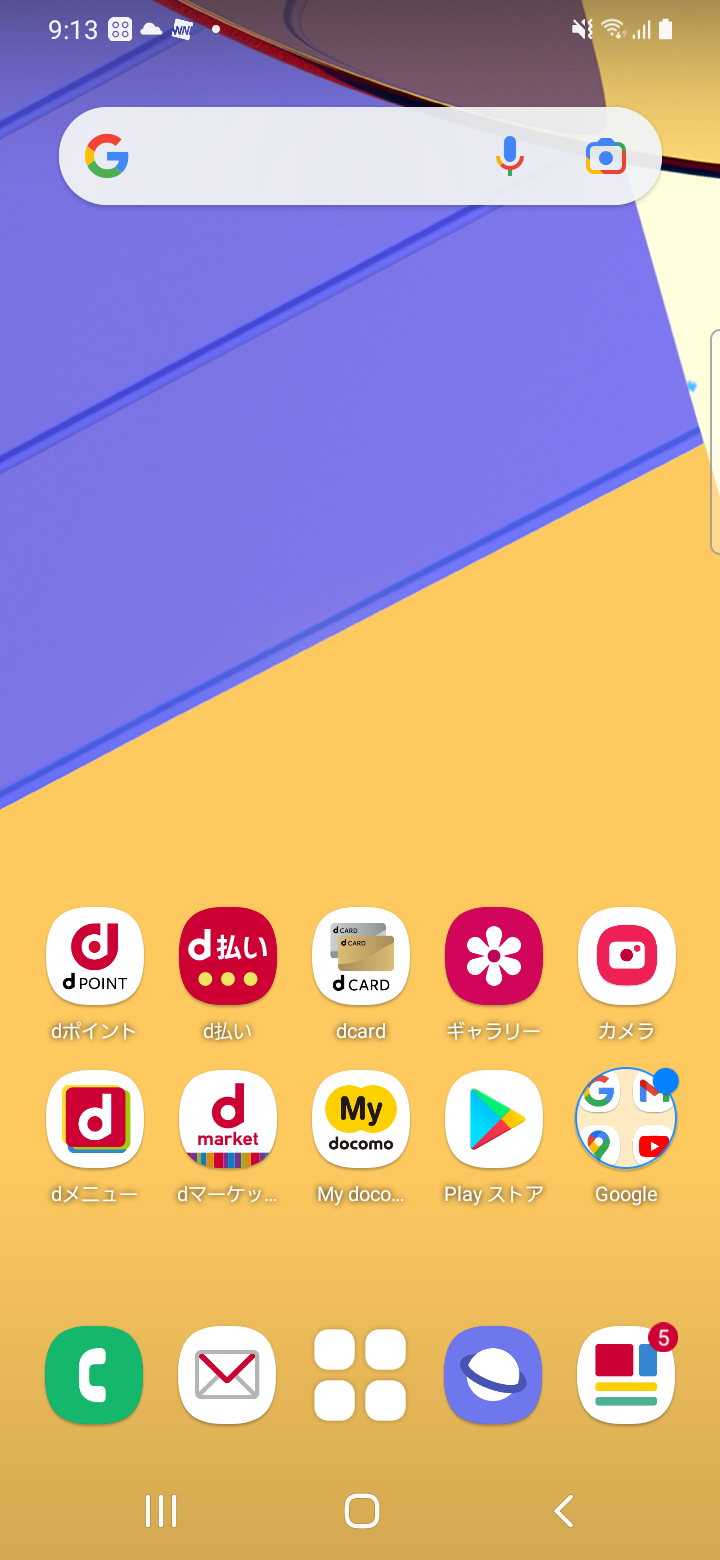 9:13
d POINT
d払い
d CARD
d CARD
d CARD
dポイント
d払い
dcard
ギャラリー
カメラ
d
d
market
My
docomo
dメニュー
dマーケッ...
My doco...
Play ストア
Google
5